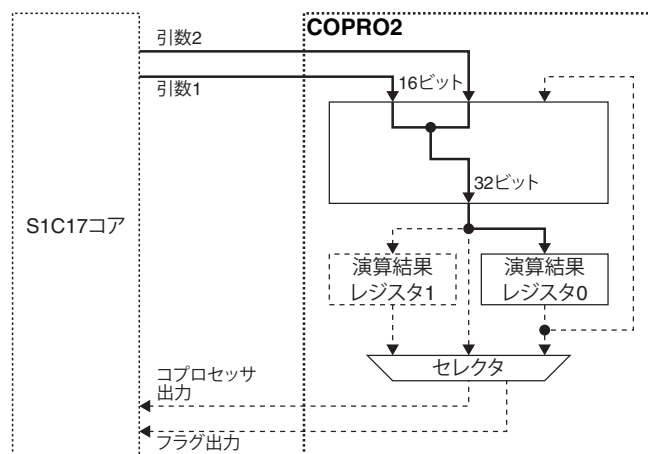 COPRO2
引数2
引数1
16ビット
32ビット
S1C17コア
演算結果
レジスタ1
演算結果
レジスタ0
セレクタ
コプロセッサ
出力
フラグ出力